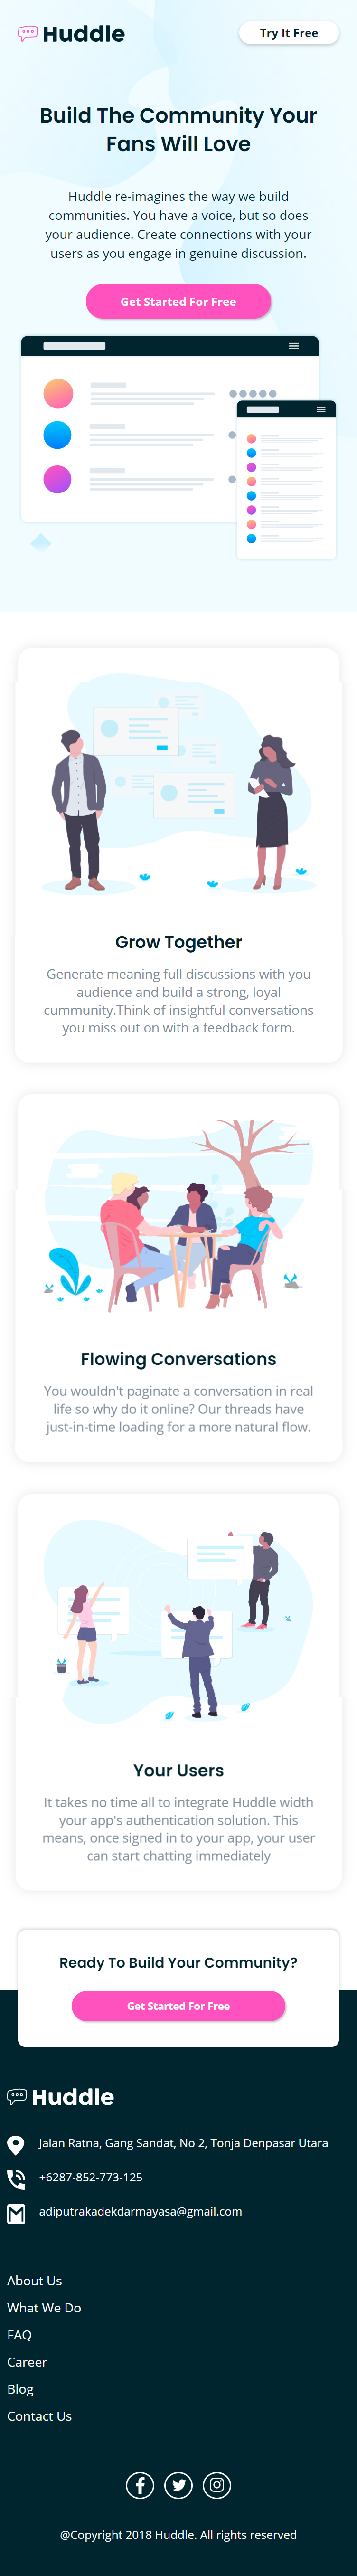 Huddle
Try It Free
Build The Community Your
Fans Will Love
Huddle re-imagines the way we build
communities. You have a voice, but so does
your audience. Create connections with your
users as you engage in genuine discussion.
Get Started For Free
Grow Together
Generate meaning full discussions with you
audience and build a strong, loyal
cummunity.Think of insightful conversations
you miss out on with a feedback form.
Flowing Conversations
You wouldn't paginate a conversation in real
life so why do it online? Our threads have
just-in-time loading for a more natural flow.
Your Users
It takes no time all to integrate Huddle width
your app's authentication solution. This
means, once signed in to your app, your user
can start chatting immediately
Ready To Build Your Community?
Get Started For Free
Huddle
Jalan Ratna, Gang Sandat, No 2, Tonja Denpasar Utara
+6287-852-773-125
adiputrakadekdarmayasa@gmail.com
About Us
What We Do
FAQ
Career
Blog
Contact Us
@Copyright 2018 Huddle. All rights reserved